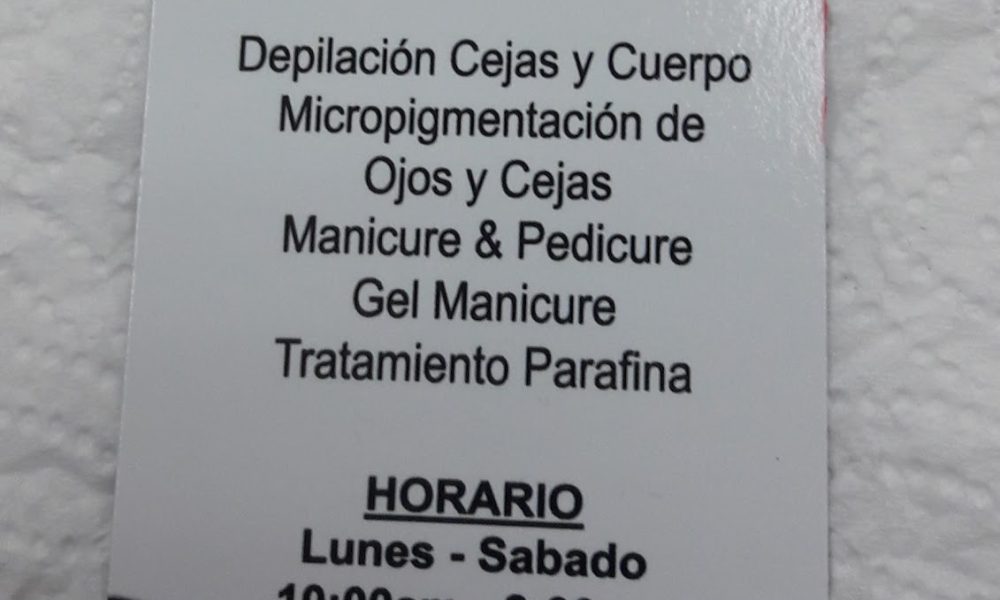 Depilación Cejas y Cuerpo
Micropigmentación de
Ojos y Cejas
Manicure & Pedicure
Gel Manicure
Tratamiento Parafina
HORARIO
Lunes - Sabado